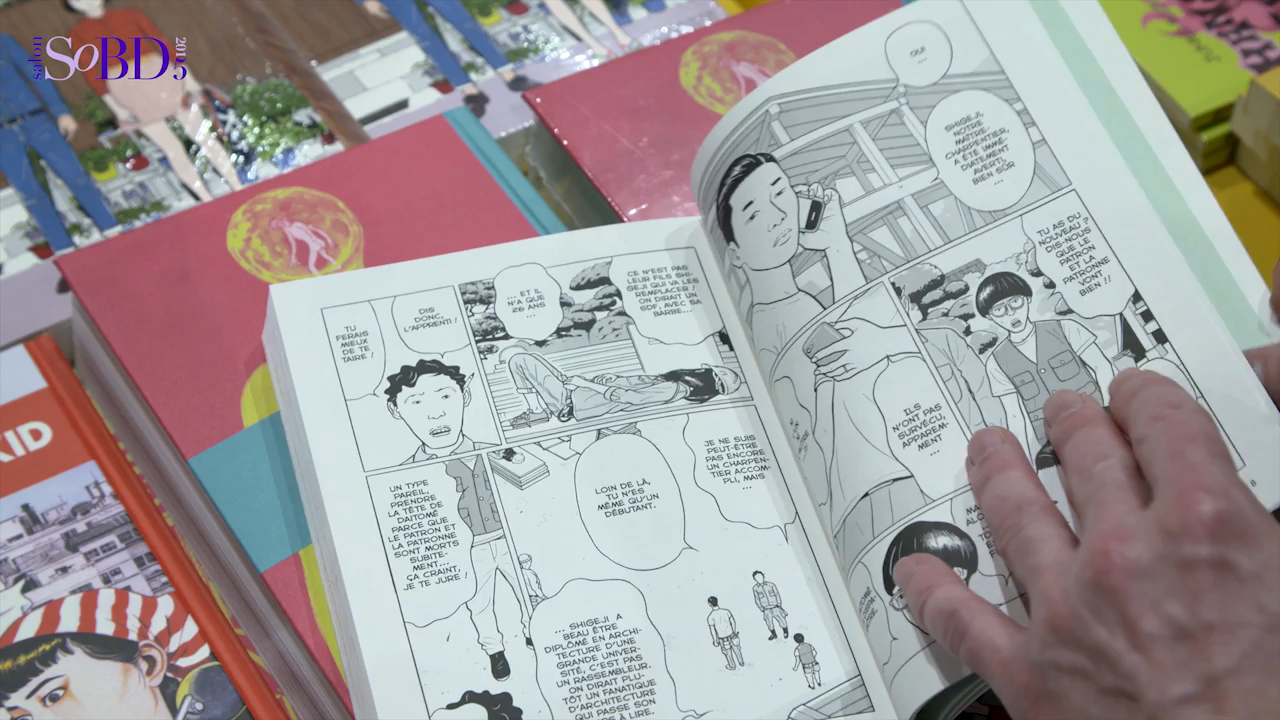 salon
SoBD
2025
KID
DIS
DONC,
L'APPRENTI !
TU
FERAIS
MIEUX
DE TE
TAIRE !
CE N'EST PAS
LEUR FILS SHI-
GEJI QUI VA LES
REMPLACER !
ON DIRAIT UN
SDF, AVEC SA
BARBE...
... ET IL
N'A QUE
26 ANS
...
JE NE SUIS
PEUT-ÊTRE
PAS ENCORE
UN CHARPEN-
TIER ACCOM-
PLI, MAIS
...
LOIN DE LÀ,
TU N'ES
MÊME QU'UN
DÉBUTANT.
UN TYPE
PAREIL,
PRENDRE
LA TÊTE DE
DAITOMÉ
PARCE QUE
LE PATRON ET
LA PATRONNE
SONT MORTS
SUBITE-
MENT...
ÇA CRAINT,
JE TE JURE !
... SHIGEJI A
BEAU ÊTRE
DIPLÔMÉ EN ARCHI-
TECTURE D'UNE
GRANDE UNIVER-
SITÉ, C'EST PAS
UN RASSEMBLEUR.
ON DIRAIT PLU-
TÔT UN FANATIQUE
D'ARCHITECTURE
QUI PASSE SON
À LIRE.
OUI
...
SHIGEJI,
NOTRE
MAÎTRE-
CHARPENTIER,
A ÉTÉ IMMÉ-
DIATEMENT
AVERTI,
BIEN SÛR
...
TU AS DU
NOUVEAU ?
DIS-NOUS
QUE LE
PATRON
ET LA
PATRONNE
VONT
BIEN !!
ILS
N'ONT PAS
SURVÉCU,
APPAREM-
MENT
...
8